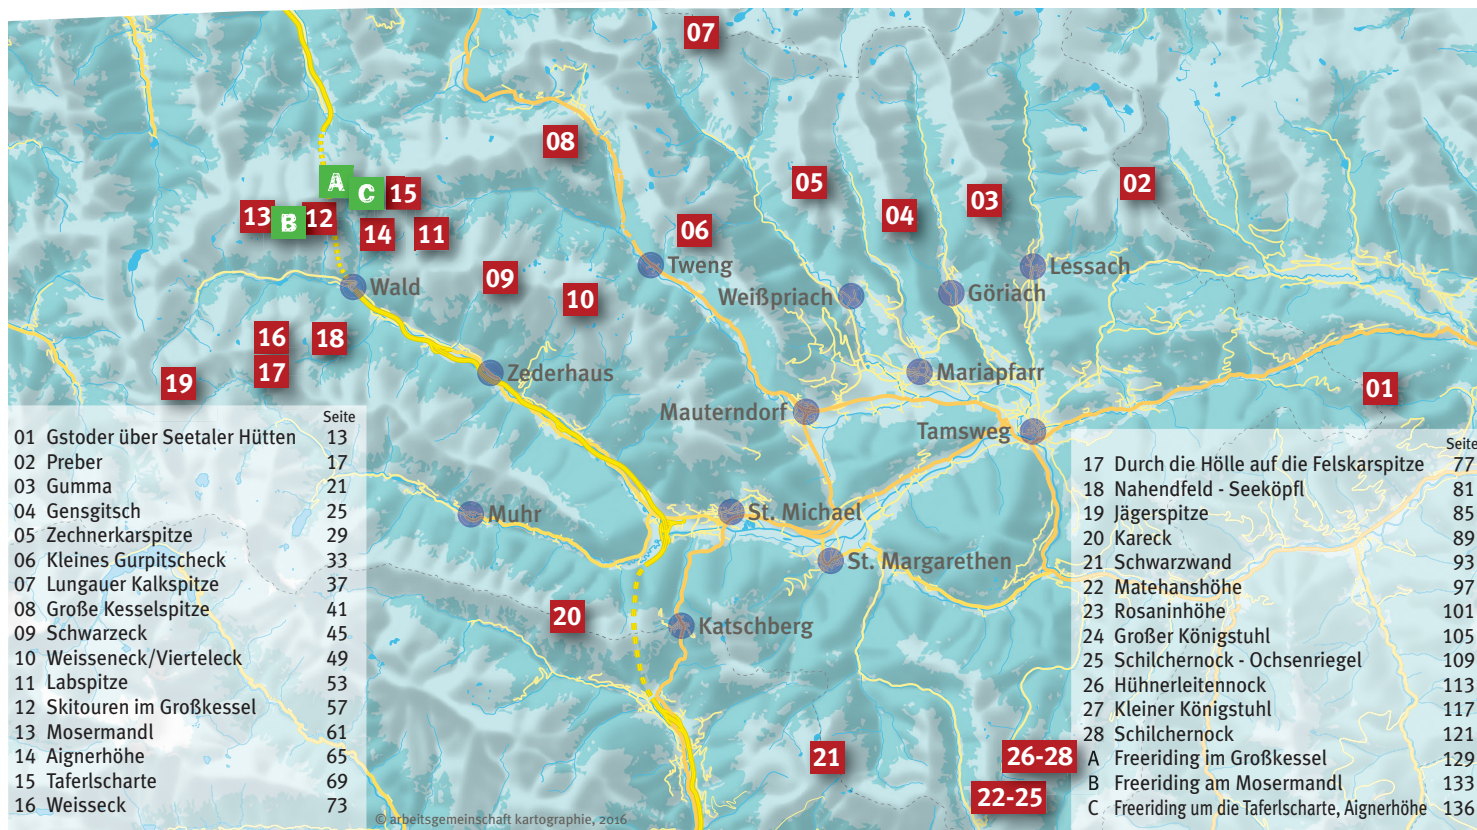 07
08
A
C
15
05
02
03
13
B
12
04
14
11
06
Tweng
Lessach
09
Wald
Weißpriach
Göriach
10
16
18
17
Zederhaus
Mariapfarr
19
01
Mauterndorf
Tamsweg
Muhr
St. Michael
St. Margarethen
20
Katschberg
21
26-28
22-25
Seite
01 Gstoder über Seetaler Hütten 13
02 Preber 17
03 Gumma 21
04 Gensgitsch 25
05 Zechnerkarspitze 29
06 Kleines Gurpitscheck 33
07 Lungauer Kalkspitze 37
08 Große Kesselspitze 41
09 Schwarzeck 45
10 Weisseneck/Vierteleck 49
11 Labspitze 53
12 Skitouren im Großkessel 57
13 Mosermandl 61
14 Aignerhöhe 65
15 Taferlscharte 69
16 Weisseck 73
Seite
17 Durch die Hölle auf die Felskarspitze 77
18 Nahendfeld - Seeköpfl 81
19 Jägerspitze 85
20 Kareck 89
21 Schwarzwand 93
22 Matehanshöhe 97
23 Rosaninhöhe 101
24 Großer Königstuhl 105
25 Schilchernock - Ochsenriegel 109
26 Hühnerleitennock 113
27 Kleiner Königstuhl 117
28 Schilchernock 121
A Freeriding im Großkessel 129
B Freeriding am Mosermandl 133
C Freeriding um die Taferlscharte, Aignerhöhe 136
© arbeitsgemeinschaft kartographie, 2016